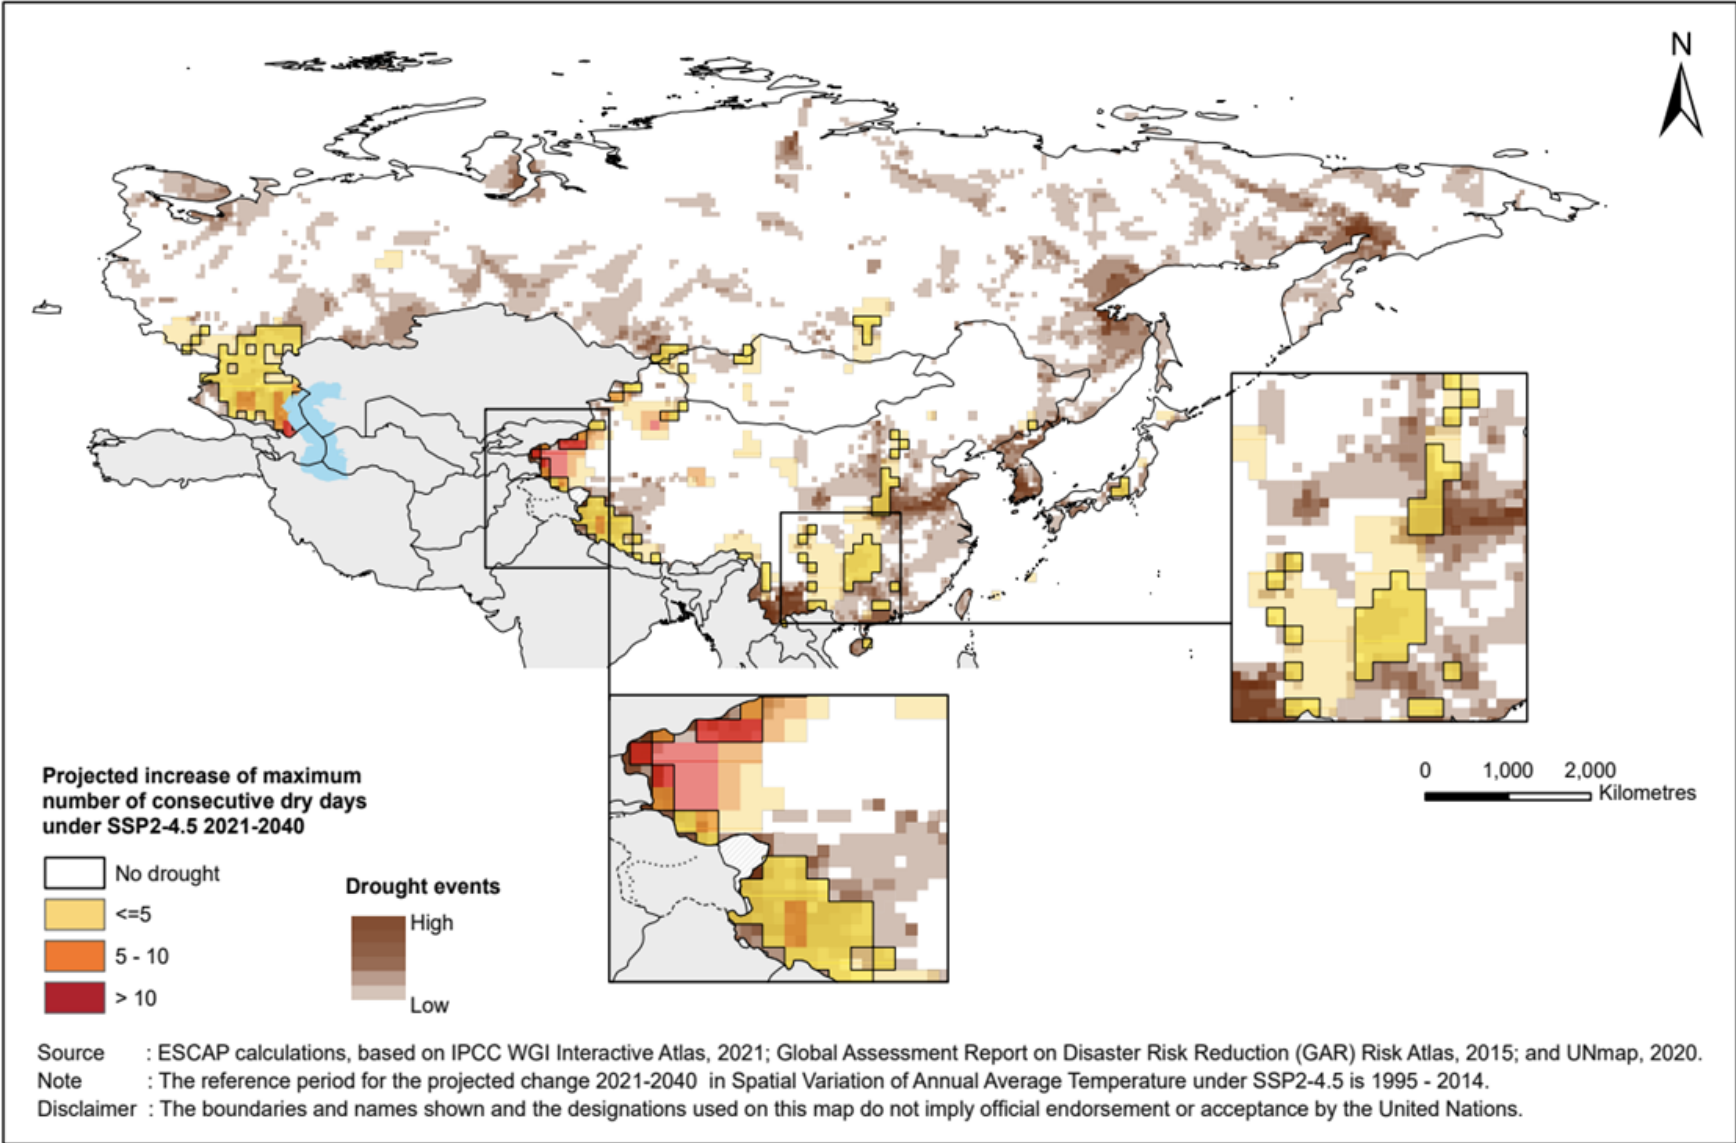 N
0 1,000 2,000
Kilometres
Projected increase of maximum
number of consecutive dry days
under SSP2-4.5 2021-2040
No drought
<=5
5 - 10
> 10
Drought events
High
Low
Source : ESCAP calculations, based on IPCC WGI Interactive Atlas, 2021; Global Assessment Report on Disaster Risk Reduction (GAR) Risk Atlas, 2015; and UNmap, 2020.
Note : The reference period for the projected change 2021-2040 in Spatial Variation of Annual Average Temperature under SSP2-4.5 is 1995 - 2014.
Disclaimer : The boundaries and names shown and the designations used on this map do not imply official endorsement or acceptance by the United Nations.